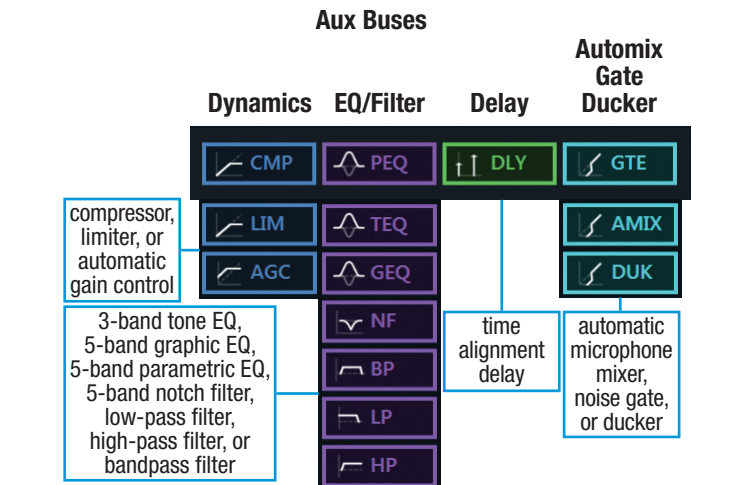 Aux Buses
Dynamics
EQ/Filter
Delay
Automix
Gate
Ducker
CMP
PEQ
DLY
GTE
LIM
TEQ
AMIX
AGC
GEQ
DUK
NF
BP
LP
HP
compressor,
limiter, or
automatic
gain control
3-band tone EQ,
5-band graphic EQ,
5-band parametric EQ,
5-band notch filter,
low-pass filter,
high-pass filter, or
bandpass filter
time
alignment
delay
automatic
microphone
mixer,
noise gate,
or ducker